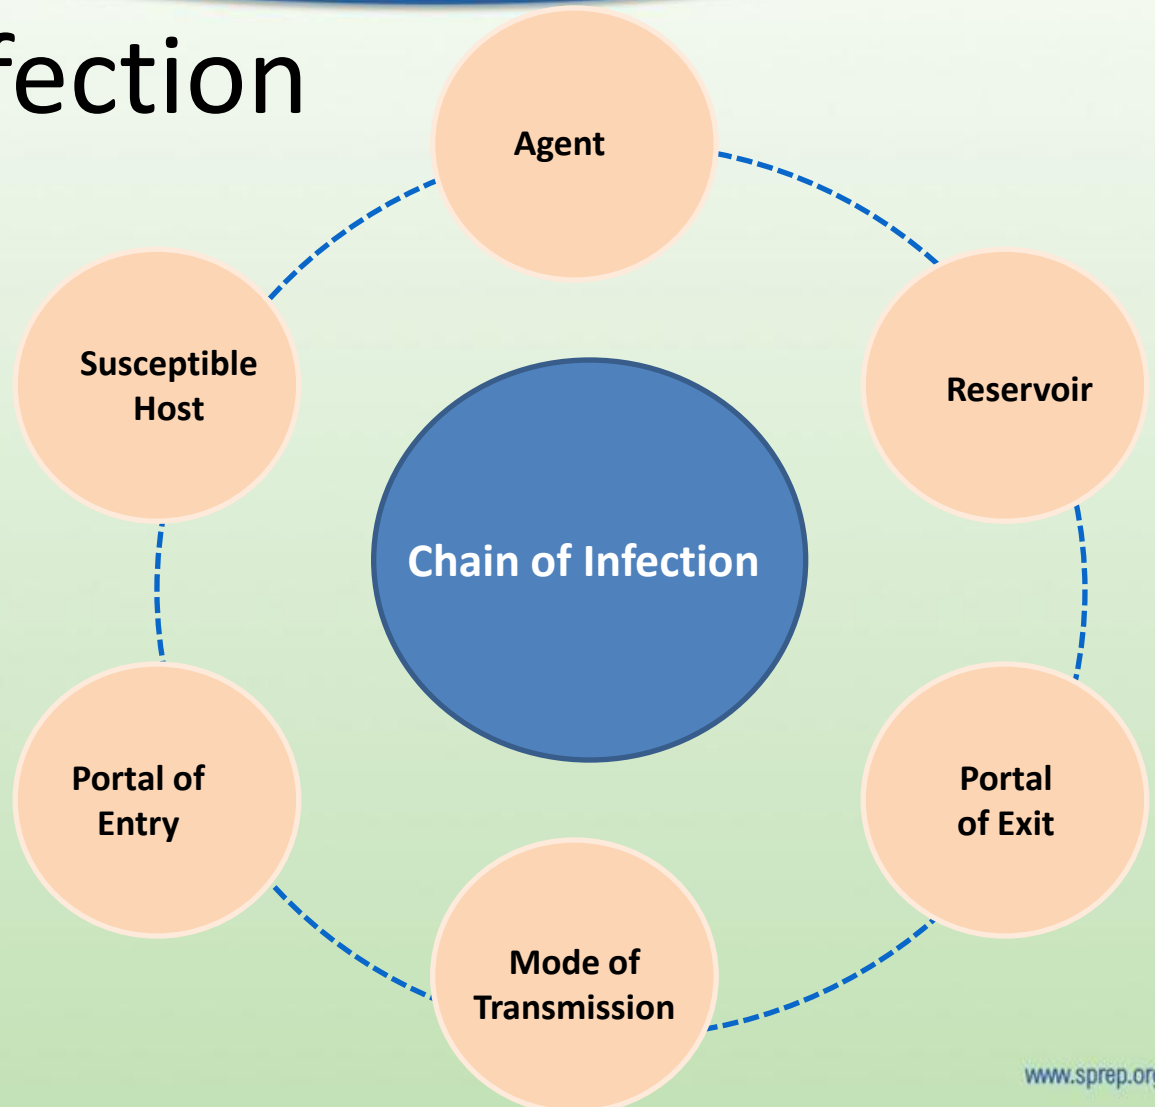 fection
Agent
Susceptible
Host
Reservoir
Chain of Infection
Portal of
Entry
Portal
of Exit
Mode of
Transmission
www.sprep.org